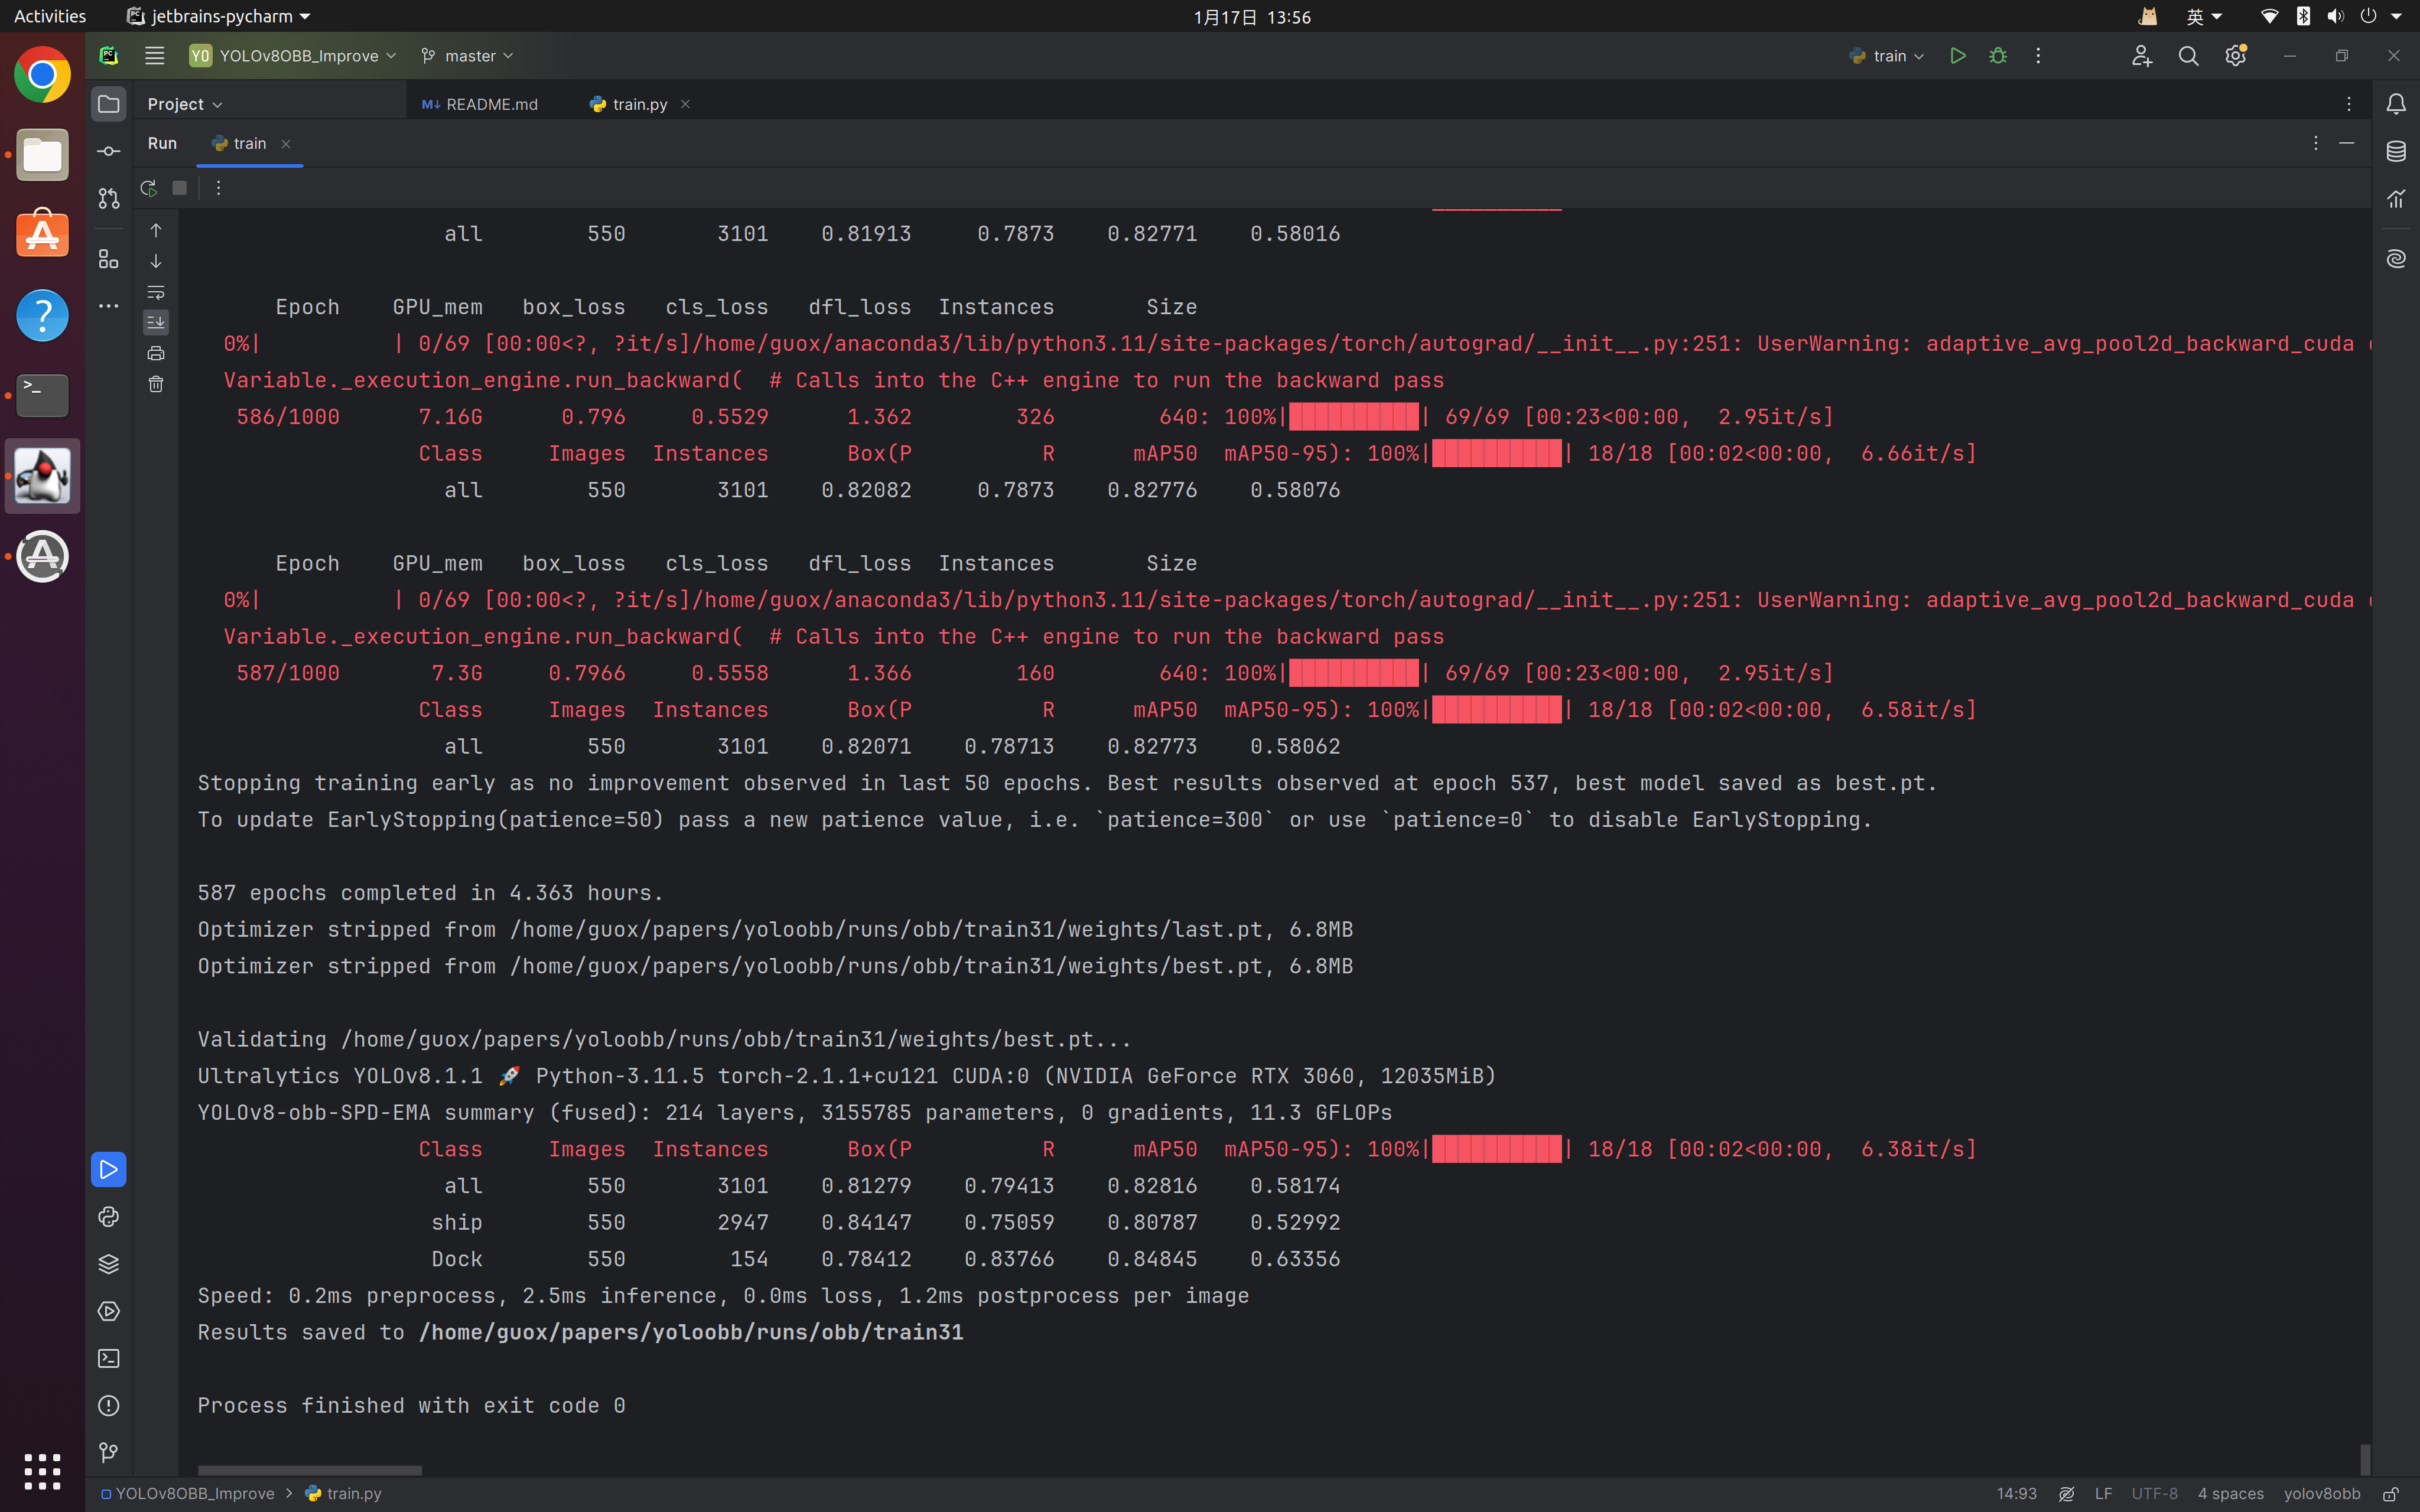 Activities jetbrains-pycharm 1月17日 13:56 英
YO YOLOv8OBB_Improve master train
Project README.md train.py
Run train
all 550 3101 0.81913 0.7873 0.82771 0.58016
Epoch GPU_mem box_loss cls_loss dfl_loss Instances Size
0%| | 0/69 [00:00<?, ?it/s]/home/guox/anaconda3/lib/python3.11/site-packages/torch/autograd/__init__.py:251: UserWarning: adaptive_avg_pool2d_backward_cuda
Variable._execution_engine.run_backward( # Calls into the C++ engine to run the backward pass
586/1000 7.16G 0.796 0.5529 1.362 326 640: 100%|██████████| 69/69 [00:23<00:00, 2.95it/s]
Class Images Instances Box(P R mAP50 mAP50-95): 100%|██████████| 18/18 [00:02<00:00, 6.66it/s]
all 550 3101 0.82082 0.7873 0.82776 0.58076
Epoch GPU_mem box_loss cls_loss dfl_loss Instances Size
0%| | 0/69 [00:00<?, ?it/s]/home/guox/anaconda3/lib/python3.11/site-packages/torch/autograd/__init__.py:251: UserWarning: adaptive_avg_pool2d_backward_cuda
Variable._execution_engine.run_backward( # Calls into the C++ engine to run the backward pass
587/1000 7.3G 0.7966 0.5558 1.366 160 640: 100%|██████████| 69/69 [00:23<00:00, 2.95it/s]
Class Images Instances Box(P R mAP50 mAP50-95): 100%|██████████| 18/18 [00:02<00:00, 6.58it/s]
all 550 3101 0.82071 0.78713 0.82773 0.58062
Stopping training early as no improvement observed in last 50 epochs. Best results observed at epoch 537, best model saved as best.pt.
To update EarlyStopping(patience=50) pass a new patience value, i.e. `patience=300` or use `patience=0` to disable EarlyStopping.
587 epochs completed in 4.363 hours.
Optimizer stripped from /home/guox/papers/yoloobb/runs/obb/train31/weights/last.pt, 6.8MB
Optimizer stripped from /home/guox/papers/yoloobb/runs/obb/train31/weights/best.pt, 6.8MB
Validating /home/guox/papers/yoloobb/runs/obb/train31/weights/best.pt...
Ultralytics YOLOv8.1.1 🚀 Python-3.11.5 torch-2.1.1+cu121 CUDA:0 (NVIDIA GeForce RTX 3060, 12035MiB)
YOLOv8-obb-SPD-EMA summary (fused): 214 layers, 3155785 parameters, 0 gradients, 11.3 GFLOPs
Class Images Instances Box(P R mAP50 mAP50-95): 100%|██████████| 18/18 [00:02<00:00, 6.38it/s]
all 550 3101 0.81279 0.79413 0.82816 0.58174
ship 550 2947 0.84147 0.75059 0.80787 0.52992
Dock 550 154 0.78412 0.83766 0.84845 0.63356
Speed: 0.2ms preprocess, 2.5ms inference, 0.0ms loss, 1.2ms postprocess per image
Results saved to /home/guox/papers/yoloobb/runs/obb/train31
Process finished with exit code 0
YOLOv8OBB_Improve > train.py 14:93 LF UTF-8 4 spaces yolov8obb